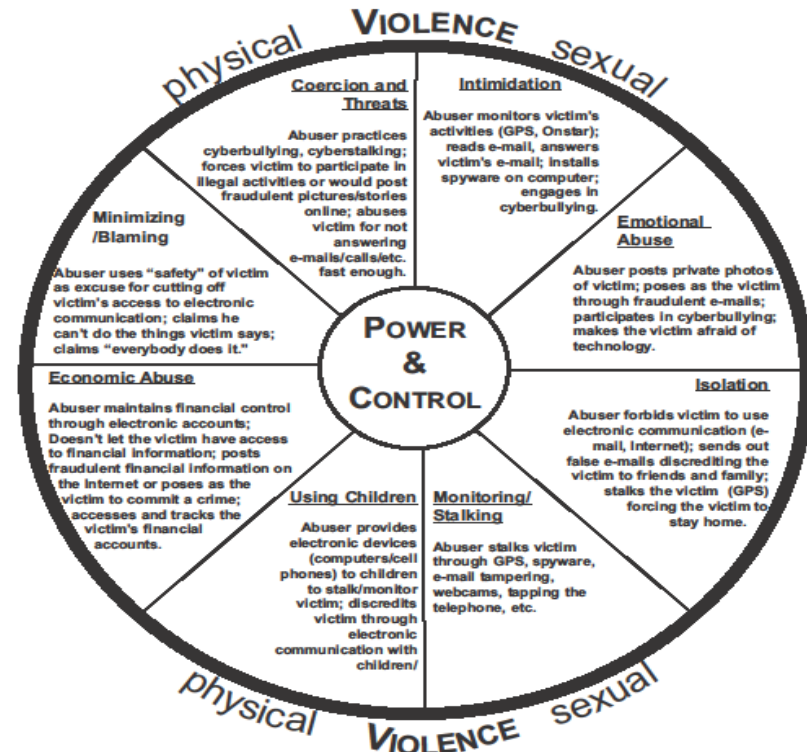 physical VIOLENCE sexual
Coercion and
Threats
Abuser practices
cyberbullying, cyberstalking;
forces victim to participate in
illegal activities or would post
fraudulent pictures/stories
online; abuses
victim for not
answering
e-mails/calls/etc.
fast enough.
Intimidation
Abuser monitors victim's
activities (GPS, Onstar);
reads e-mail, answers
victim's e-mail; installs
spyware on computer;
engages in
cyberbullying.
Emotional
Abuse
Abuser posts private photos
of victim; poses as the victim
through fraudulent e-mails;
participates in cyberbullying;
makes the victim afraid of
technology.
Isolation
Abuser forbids victim to use
electronic communication (e-
mail, Internet); sends out
false e-mails discrediting the
victim to friends and family;
stalks the victim (GPS)
forcing the victim to
stay home.
Monitoring/
Stalking
Abuser stalks victim
through GPS, spyware,
e-mail tampering,
webcams, tapping the
telephone, etc.
Using Children
Abuser provides
electronic devices
(computers/cell
phones) to children
to stalk/monitor
victim; discredits
victim through
electronic
communication with
children/
Economic Abuse
Abuser maintains financial control
through electronic accounts;
Doesn't let the victim have access
to financial information; posts
fraudulent financial information on
the Internet or poses as the
victim to commit a crime;
accesses and tracks the
victim's financial
accounts.
Minimizing
/Blaming
Abuser uses “safety” of victim
as excuse for cutting off
victim's access to electronic
communication; claims he
can't do the things victim says;
claims “everybody does it."
POWER
&
CONTROL
physical VIOLENCE sexual